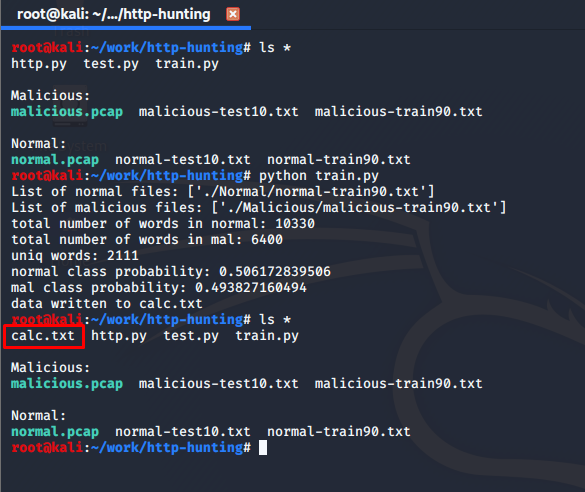 root@kali: ~/.../http-hunting
root@kali:~/work/http-hunting# ls *
http.py  test.py  train.py
Malicious:
malicious.pcap  malicious-test10.txt  malicious-train90.txt
Normal:
normal.pcap  normal-test10.txt  normal-train90.txt
root@kali:~/work/http-hunting# python train.py
List of normal files: ['./Normal/normal-train90.txt']
List of malicious files: ['./Malicious/malicious-train90.txt']
total number of words in normal: 10330
total number of words in mal: 6400
uniq words: 2111
normal class probability: 0.506172839506
mal class probability: 0.493827160494
data written to calc.txt
root@kali:~/work/http-hunting# ls *
calc.txt  http.py  test.py  train.py
Malicious:
malicious.pcap  malicious-test10.txt  malicious-train90.txt
Normal:
normal.pcap  normal-test10.txt  normal-train90.txt
root@kali:~/work/http-hunting#